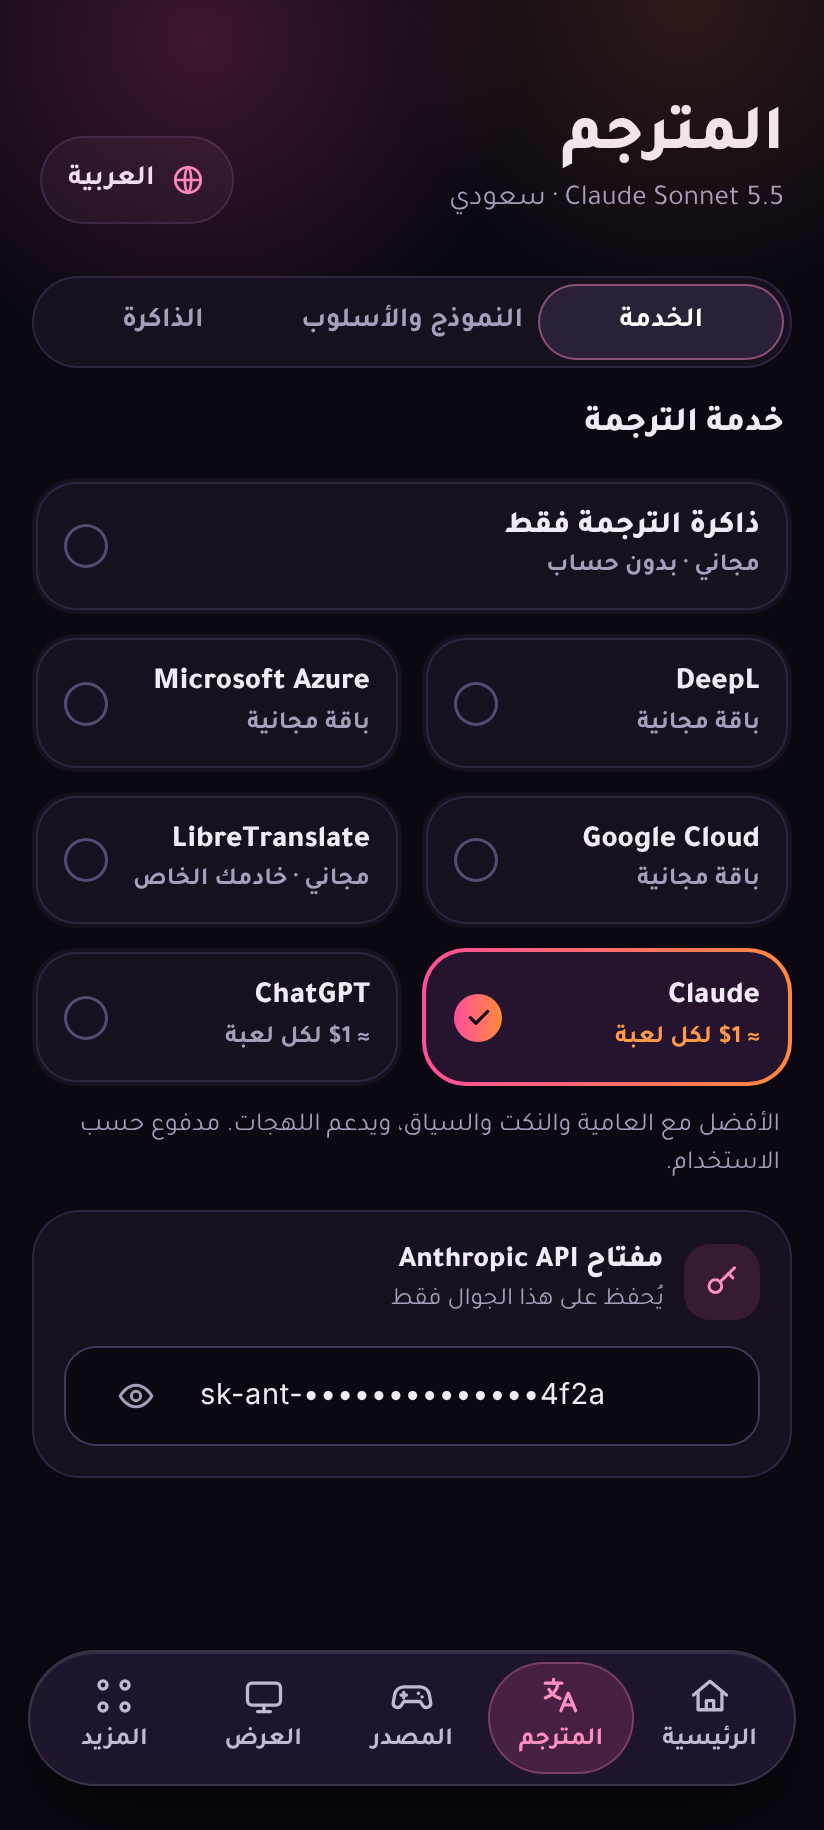 المترجم
Claude Sonnet 5.5 · سعودي
العربية
الخدمة
النموذج والأسلوب
الذاكرة
خدمة الترجمة
ذاكرة الترجمة فقط
مجاني · بدون حساب
DeepL
باقة مجانية
Microsoft Azure
باقة مجانية
Google Cloud
باقة مجانية
LibreTranslate
مجاني · خادمك الخاص
Claude
≈ $1 لكل لعبة
ChatGPT
≈ $1 لكل لعبة
الأفضل مع العامية والنكت والسياق، ويدعم اللهجات. مدفوع حسب
الاستخدام.
مفتاح Anthropic API
يُحفظ على هذا الجوال فقط
sk-ant-••••••••••••••4f2a
الرئيسية
المترجم
المصدر
العرض
المزيد